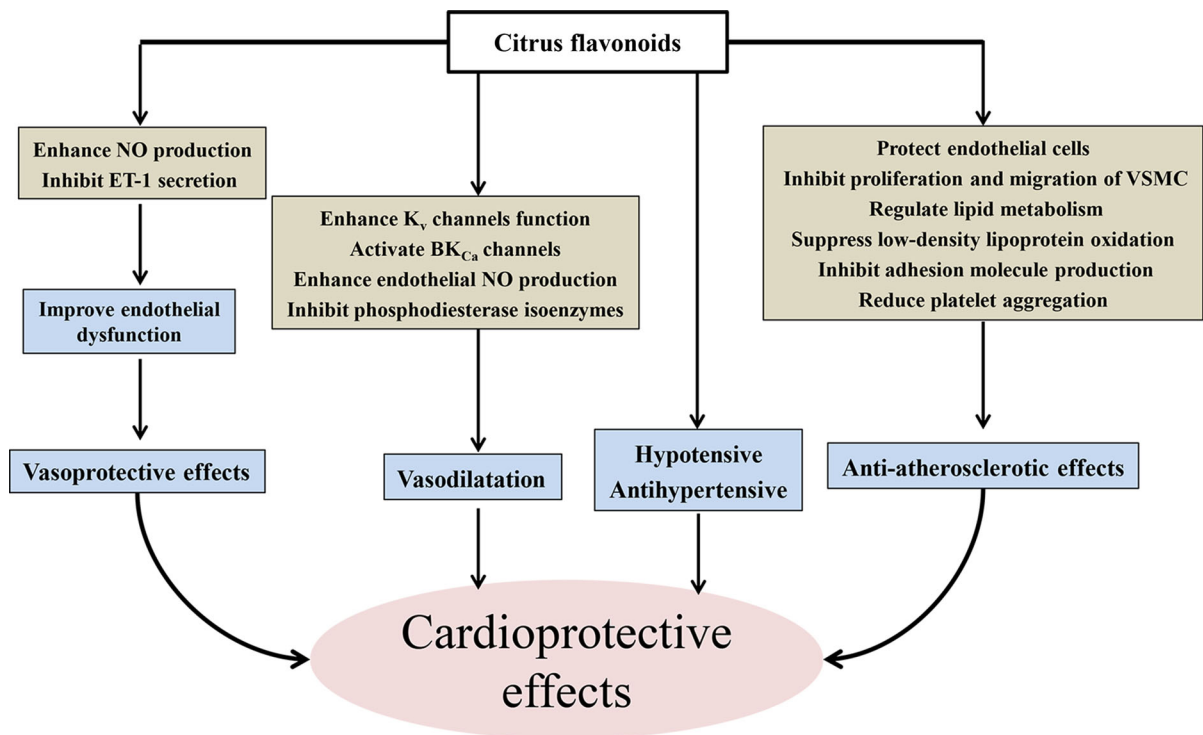 Citrus flavonoids
Enhance NO production
Inhibit ET-1 secretion
Improve endothelial
dysfunction
Vasoprotective effects
Enhance Kv channels function
Activate BKCa channels
Enhance endothelial NO production
Inhibit phosphodiesterase isoenzymes
Vasodilatation
Hypotensive
Antihypertensive
Protect endothelial cells
Inhibit proliferation and migration of VSMC
Regulate lipid metabolism
Suppress low-density lipoprotein oxidation
Inhibit adhesion molecule production
Reduce platelet aggregation
Anti-atherosclerotic effects
Cardioprotective
effects